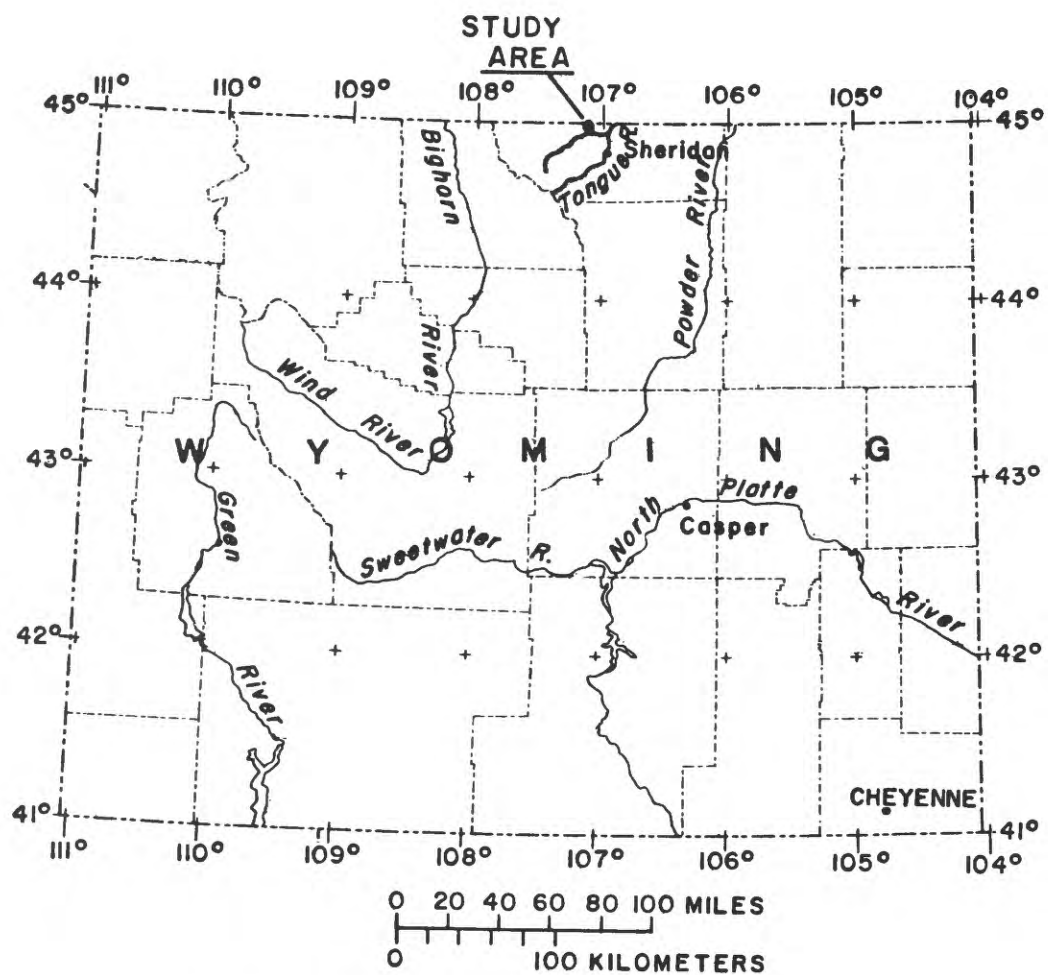 STUDY
AREA
111° 110° 109° 108° 107° 106° 105° 104°
45° 45°
Bighorn
River
Sheridan
Tongue R.
Powder River
44° 44°
Wind River
W Y O M I N G
43° 43°
Green
River
Sweetwater R.
North Platte River
Casper
42° 42°
CHEYENNE
41° 41°
111° 110° 109° 108° 107° 106° 105° 104°
0 20 40 60 80 100 MILES
0 100 KILOMETERS